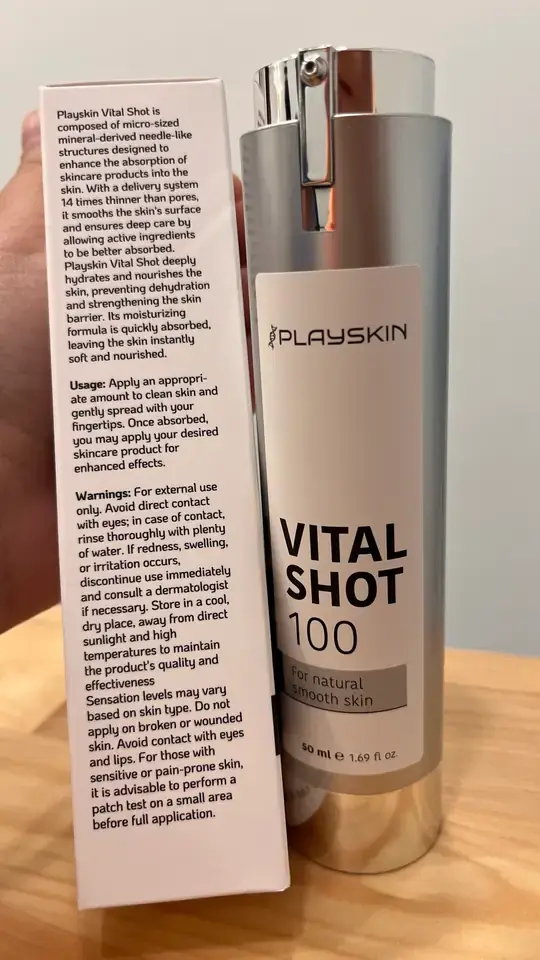 Playskin Vital Shot is
composed of micro-sized
mineral-derived needle-like
structures designed to
enhance the absorption of
skincare products into the
skin. With a delivery system
14 times thinner than pores,
it smooths the skin's surface
and ensures deep care by
allowing active ingredients
to be better absorbed.
Playskin Vital Shot deeply
hydrates and nourishes the
skin, preventing dehydration
and strengthening the skin
barrier. Its moisturizing
formula is quickly absorbed,
leaving the skin instantly
soft and nourished.
Usage: Apply an appropri-
ate amount to clean skin and
gently spread with your
fingertips. Once absorbed,
you may apply your desired
skincare product for
enhanced effects.
Warnings: For external use
only. Avoid direct contact
with eyes; in case of contact,
rinse thoroughly with plenty
of water. If redness, swelling,
or irritation occurs,
discontinue use immediately
and consult a dermatologist
if necessary. Store in a cool,
dry place, away from direct
sunlight and high
temperatures to maintain
the product's quality and
effectiveness
Sensation levels may vary
based on skin type. Do not
apply on broken or wounded
skin. Avoid contact with eyes
and lips. For those with
sensitive or pain-prone skin,
it is advisable to perform a
patch test on a small area
before full application.
PLAYSKIN
VITAL
SHOT
100
For natural
smooth skin
50 ml e 1.69 fl oz.